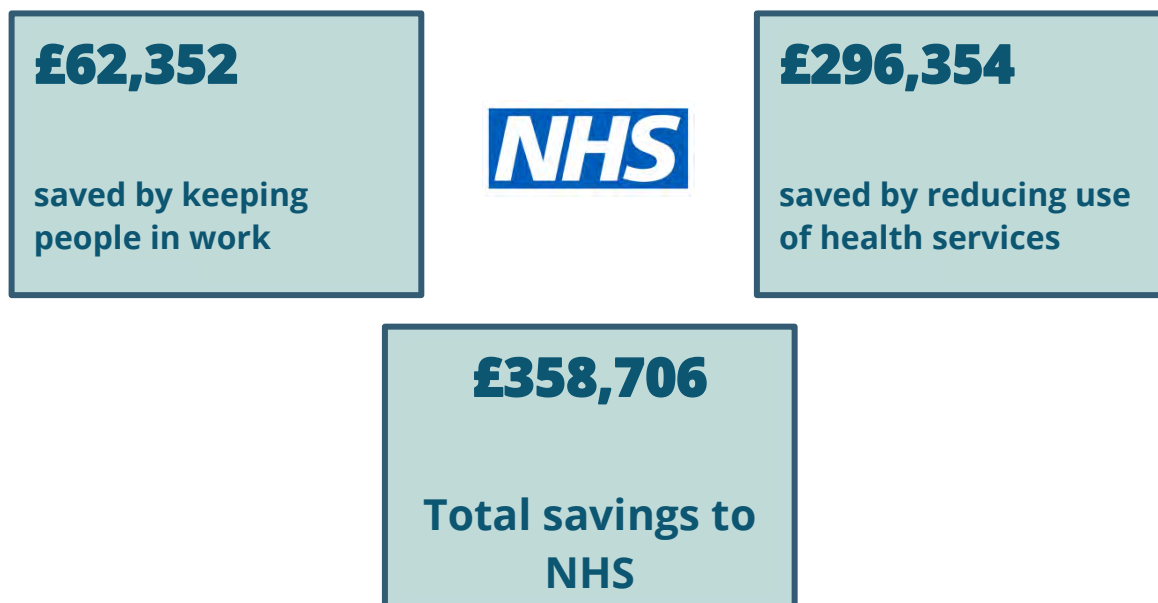 £62,352
saved by keeping
people in work
NHS
£296,354
saved by reducing use
of health services
£358,706
Total savings to
NHS